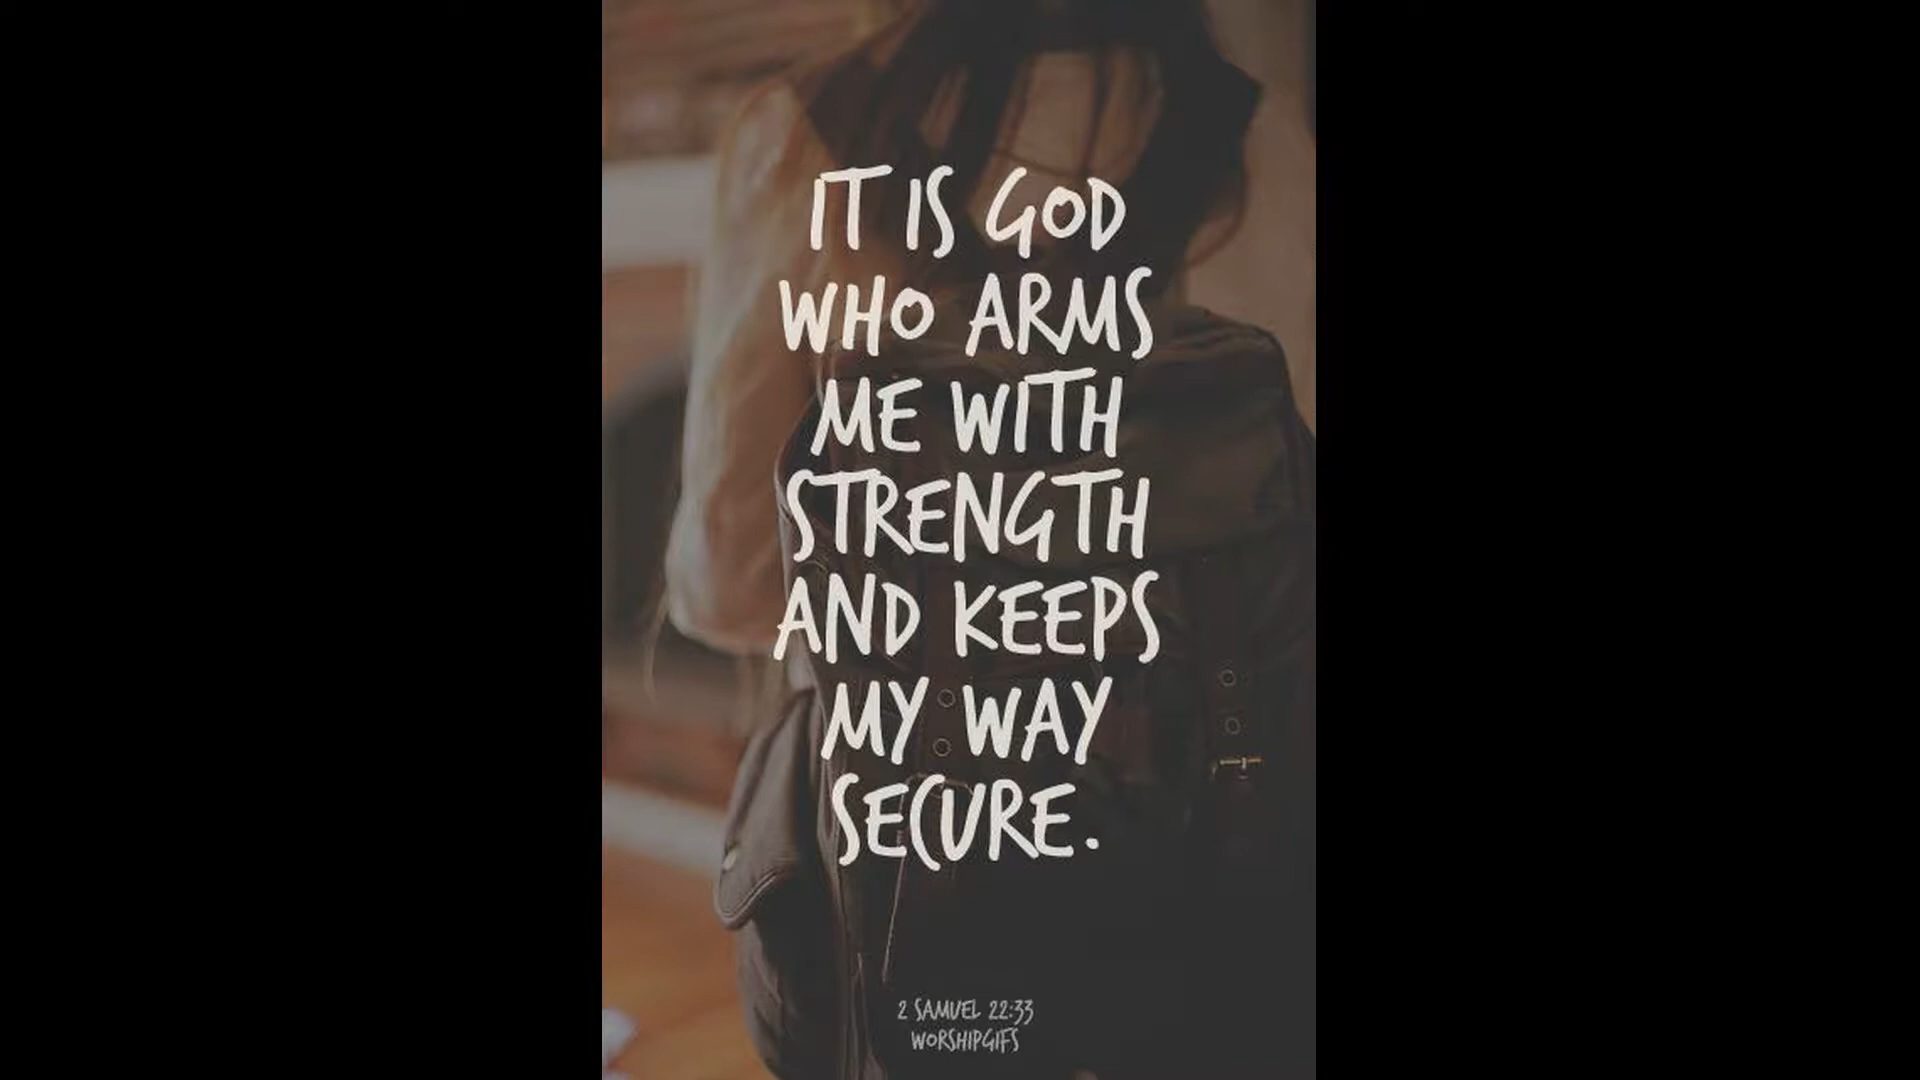 IT IS GOD
WHO ARMS
ME WITH
STRENGTH
AND KEEPS
MY WAY
SECURE.
2 SAMUEL 22:33
WORSHIPGIFS